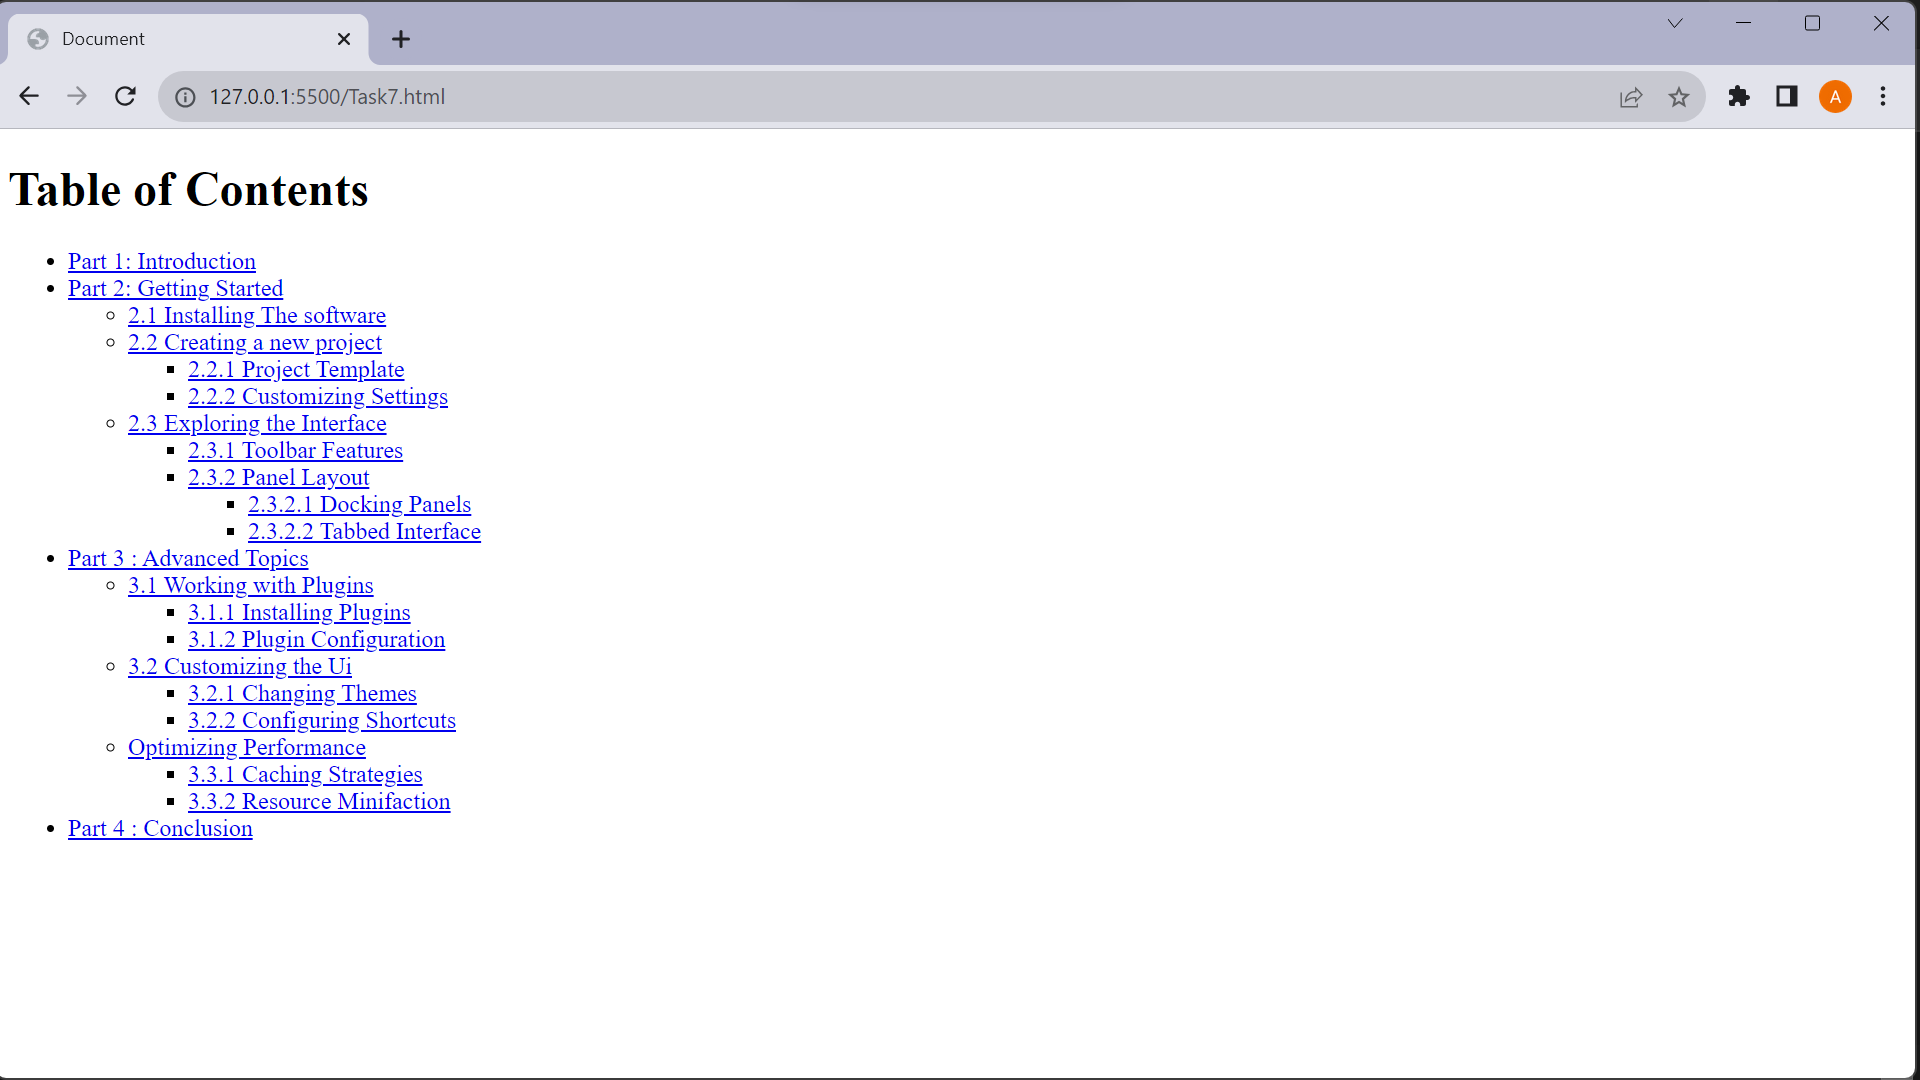 Document
127.0.0.1:5500/Task7.html
A
Table of Contents
Part 1: Introduction
Part 2: Getting Started
2.1 Installing The software
2.2 Creating a new project
2.2.1 Project Template
2.2.2 Customizing Settings
2.3 Exploring the Interface
2.3.1 Toolbar Features
2.3.2 Panel Layout
2.3.2.1 Docking Panels
2.3.2.2 Tabbed Interface
Part 3 : Advanced Topics
3.1 Working with Plugins
3.1.1 Installing Plugins
3.1.2 Plugin Configuration
3.2 Customizing the Ui
3.2.1 Changing Themes
3.2.2 Configuring Shortcuts
Optimizing Performance
3.3.1 Caching Strategies
3.3.2 Resource Minifaction
Part 4 : Conclusion